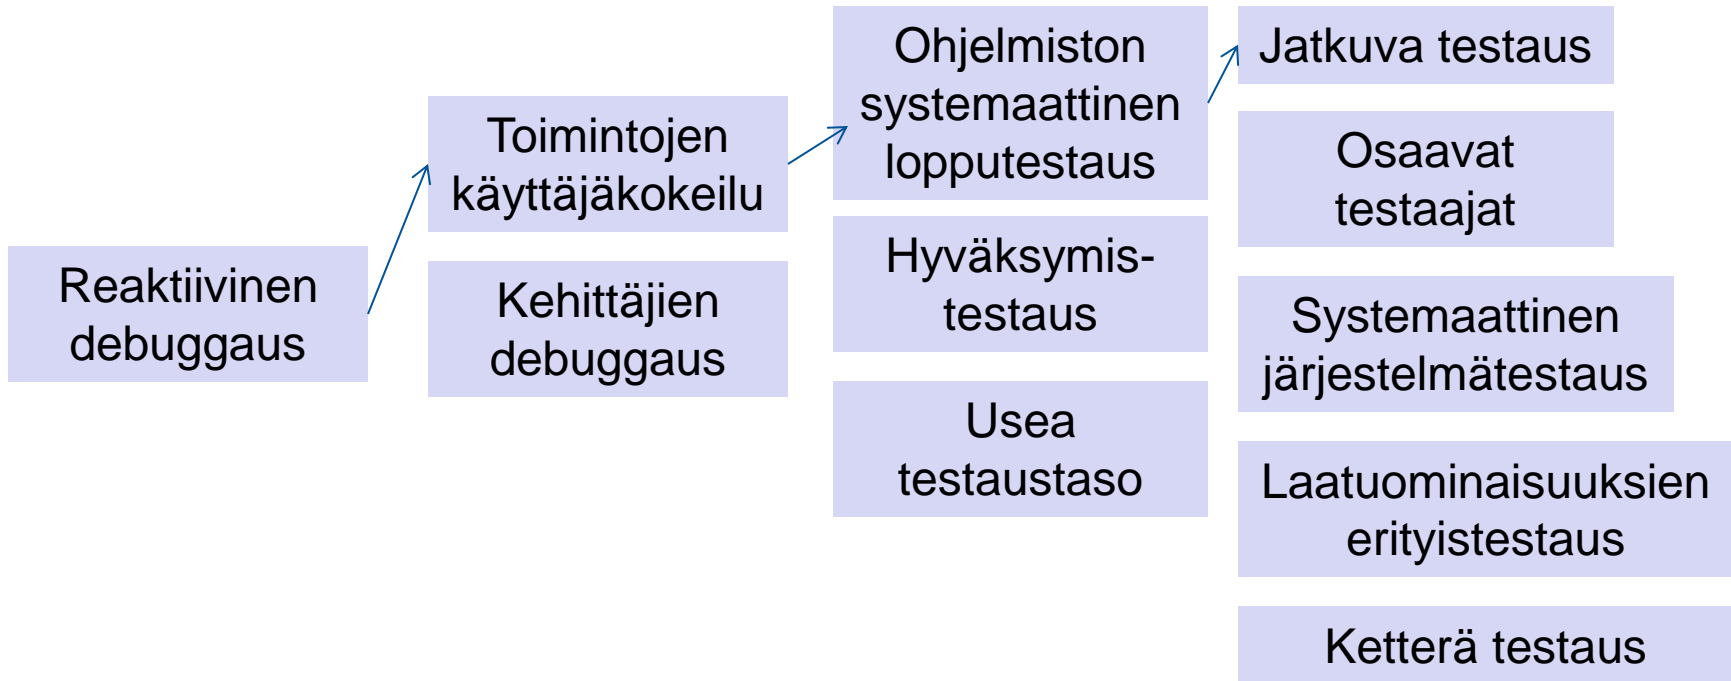 Reaktiivinen
debuggaus
Toimintojen
käyttäjäkokeilu
Kehittäjien
debuggaus
Ohjelmiston
systemaattinen
lopputestaus
Hyväksymis-
testaus
Usea
testaustaso
Jatkuva testaus
Osaavat
testaajat
Systemaattinen
järjestelmätestaus
Laatuominaisuuksien
erityistestaus
Ketterä testaus